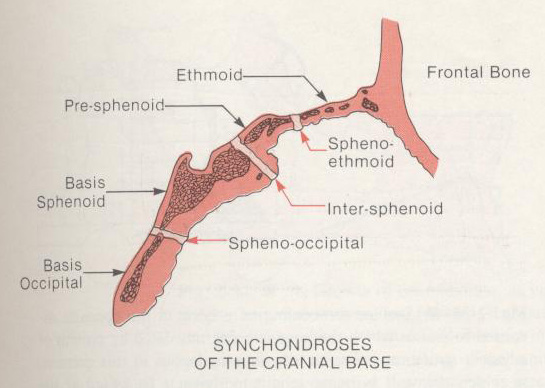 Ethmoid
Frontal Bone
Pre-sphenoid
Spheno-
ethmoid
Basis
Sphenoid
Inter-sphenoid
Spheno-occipital
Basis
Occipital
SYNCHONDROSES
OF THE CRANIAL BASE